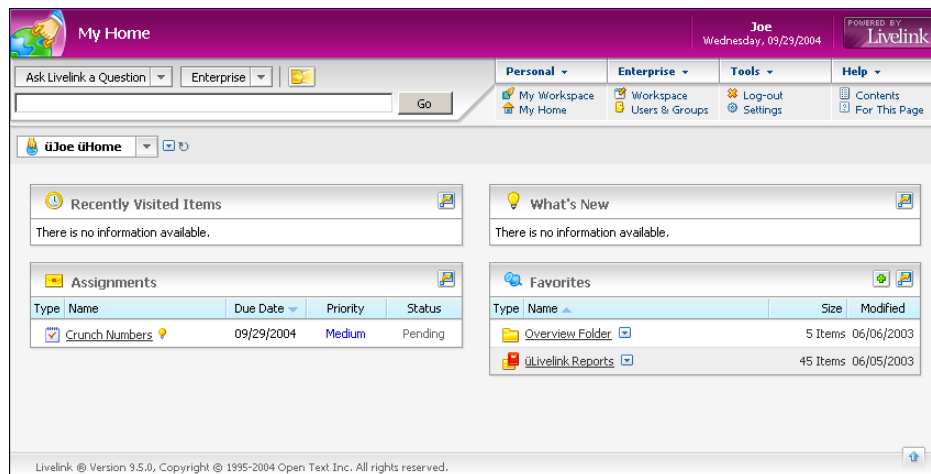 My Home
Joe
Wednesday, 09/29/2004
POWERED BY
Livelink
Ask Livelink a Question
Enterprise
Go
Personal
My Workspace
My Home
Enterprise
Workspace
Users & Groups
Tools
Log-out
Settings
Help
Contents
For This Page
üJoe üHome
Recently Visited Items
There is no information available.
What's New
There is no information available.
Assignments
Type Name Due Date Priority Status
Crunch Numbers 09/29/2004 Medium Pending
Favorites
Type Name Size Modified
Overview Folder 5 Items 06/06/2003
üLivelink Reports 45 Items 06/05/2003
Livelink ® Version 9.5.0, Copyright © 1995-2004 Open Text Inc. All rights reserved.